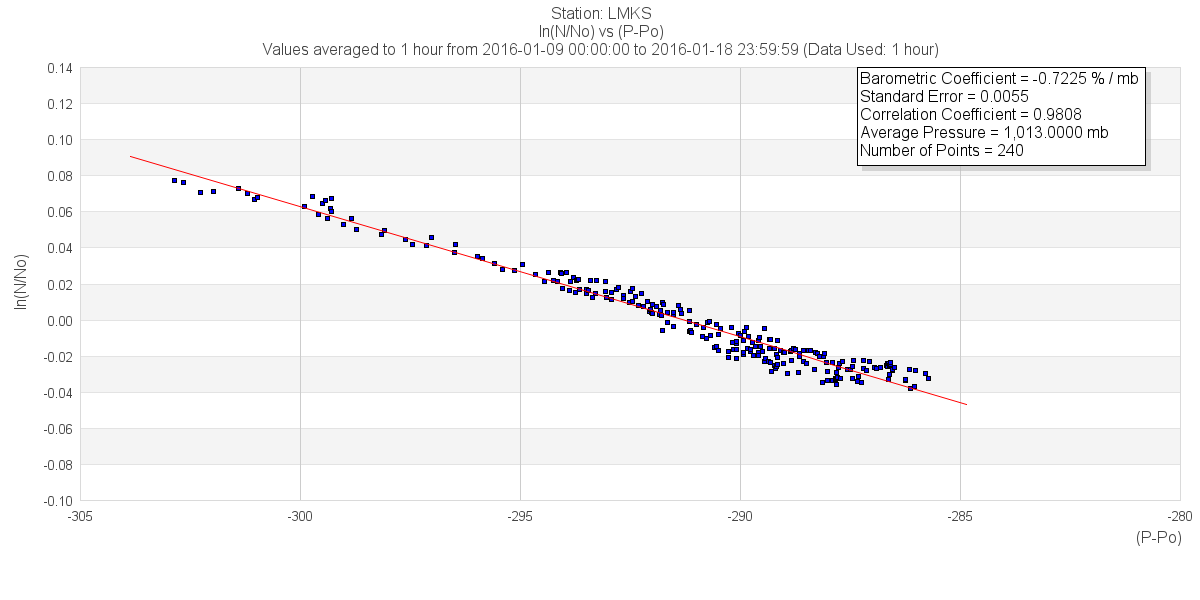 Station: LMKS
ln(N/No) vs (P-Po)
Values averaged to 1 hour from 2016-01-09 00:00:00 to 2016-01-18 23:59:59 (Data Used: 1 hour)
Barometric Coefficient = -0.7225 % / mb
Standard Error = 0.0055
Correlation Coefficient = 0.9808
Average Pressure = 1,013.0000 mb
Number of Points = 240
ln(N/No)
0.14
0.12
0.10
0.08
0.06
0.04
0.02
0.00
-0.02
-0.04
-0.06
-0.08
-0.10
-305
-300
-295
-290
-285
-280
(P-Po)